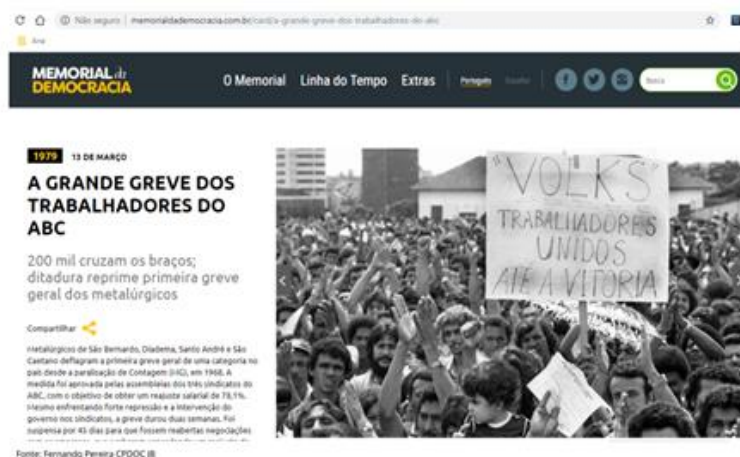 Não seguro | memorialdademocracia.com.br/card/a-grande-greve-dos-trabalhadores-do-abc
Ana
MEMORIAL da
DEMOCRACIA
O Memorial Linha do Tempo Extras Português Español Busca
1979 13 DE MARÇO
A GRANDE GREVE DOS
TRABALHADORES DO
ABC
200 mil cruzam os braços;
ditadura reprime primeira greve
geral dos metalúrgicos
Compartilhar
Metalúrgicos de São Bernardo, Diadema, Santo André e São
Caetano deflagram a primeira greve geral de uma categoria no
país desde a paralisação de Contagem (MG), em 1968. A
medida foi aprovada pelas assembleias dos três sindicatos do
ABC, com o objetivo de obter um reajuste salarial de 78,1%.
Mesmo enfrentando forte repressão e a intervenção do
governo nos sindicatos, a greve durou duas semanas. Foi
suspensa por 45 dias para que fossem reabertas negociações
"VOLKS"
TRABALHADORES
UNIDOS
ATÉ A VITORIA
Fonte: Fernando Pereira CPDOC JB